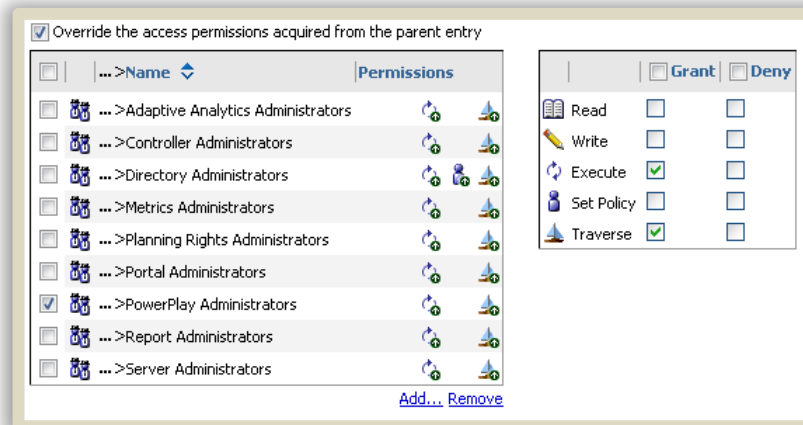 Override the access permissions acquired from the parent entry
...>Name Permissions
...>Adaptive Analytics Administrators
...>Controller Administrators
...>Directory Administrators
...>Metrics Administrators
...>Planning Rights Administrators
...>Portal Administrators
...>PowerPlay Administrators
...>Report Administrators
...>Server Administrators
Add... Remove
Grant Deny
Read
Write
Execute
Set Policy
Traverse